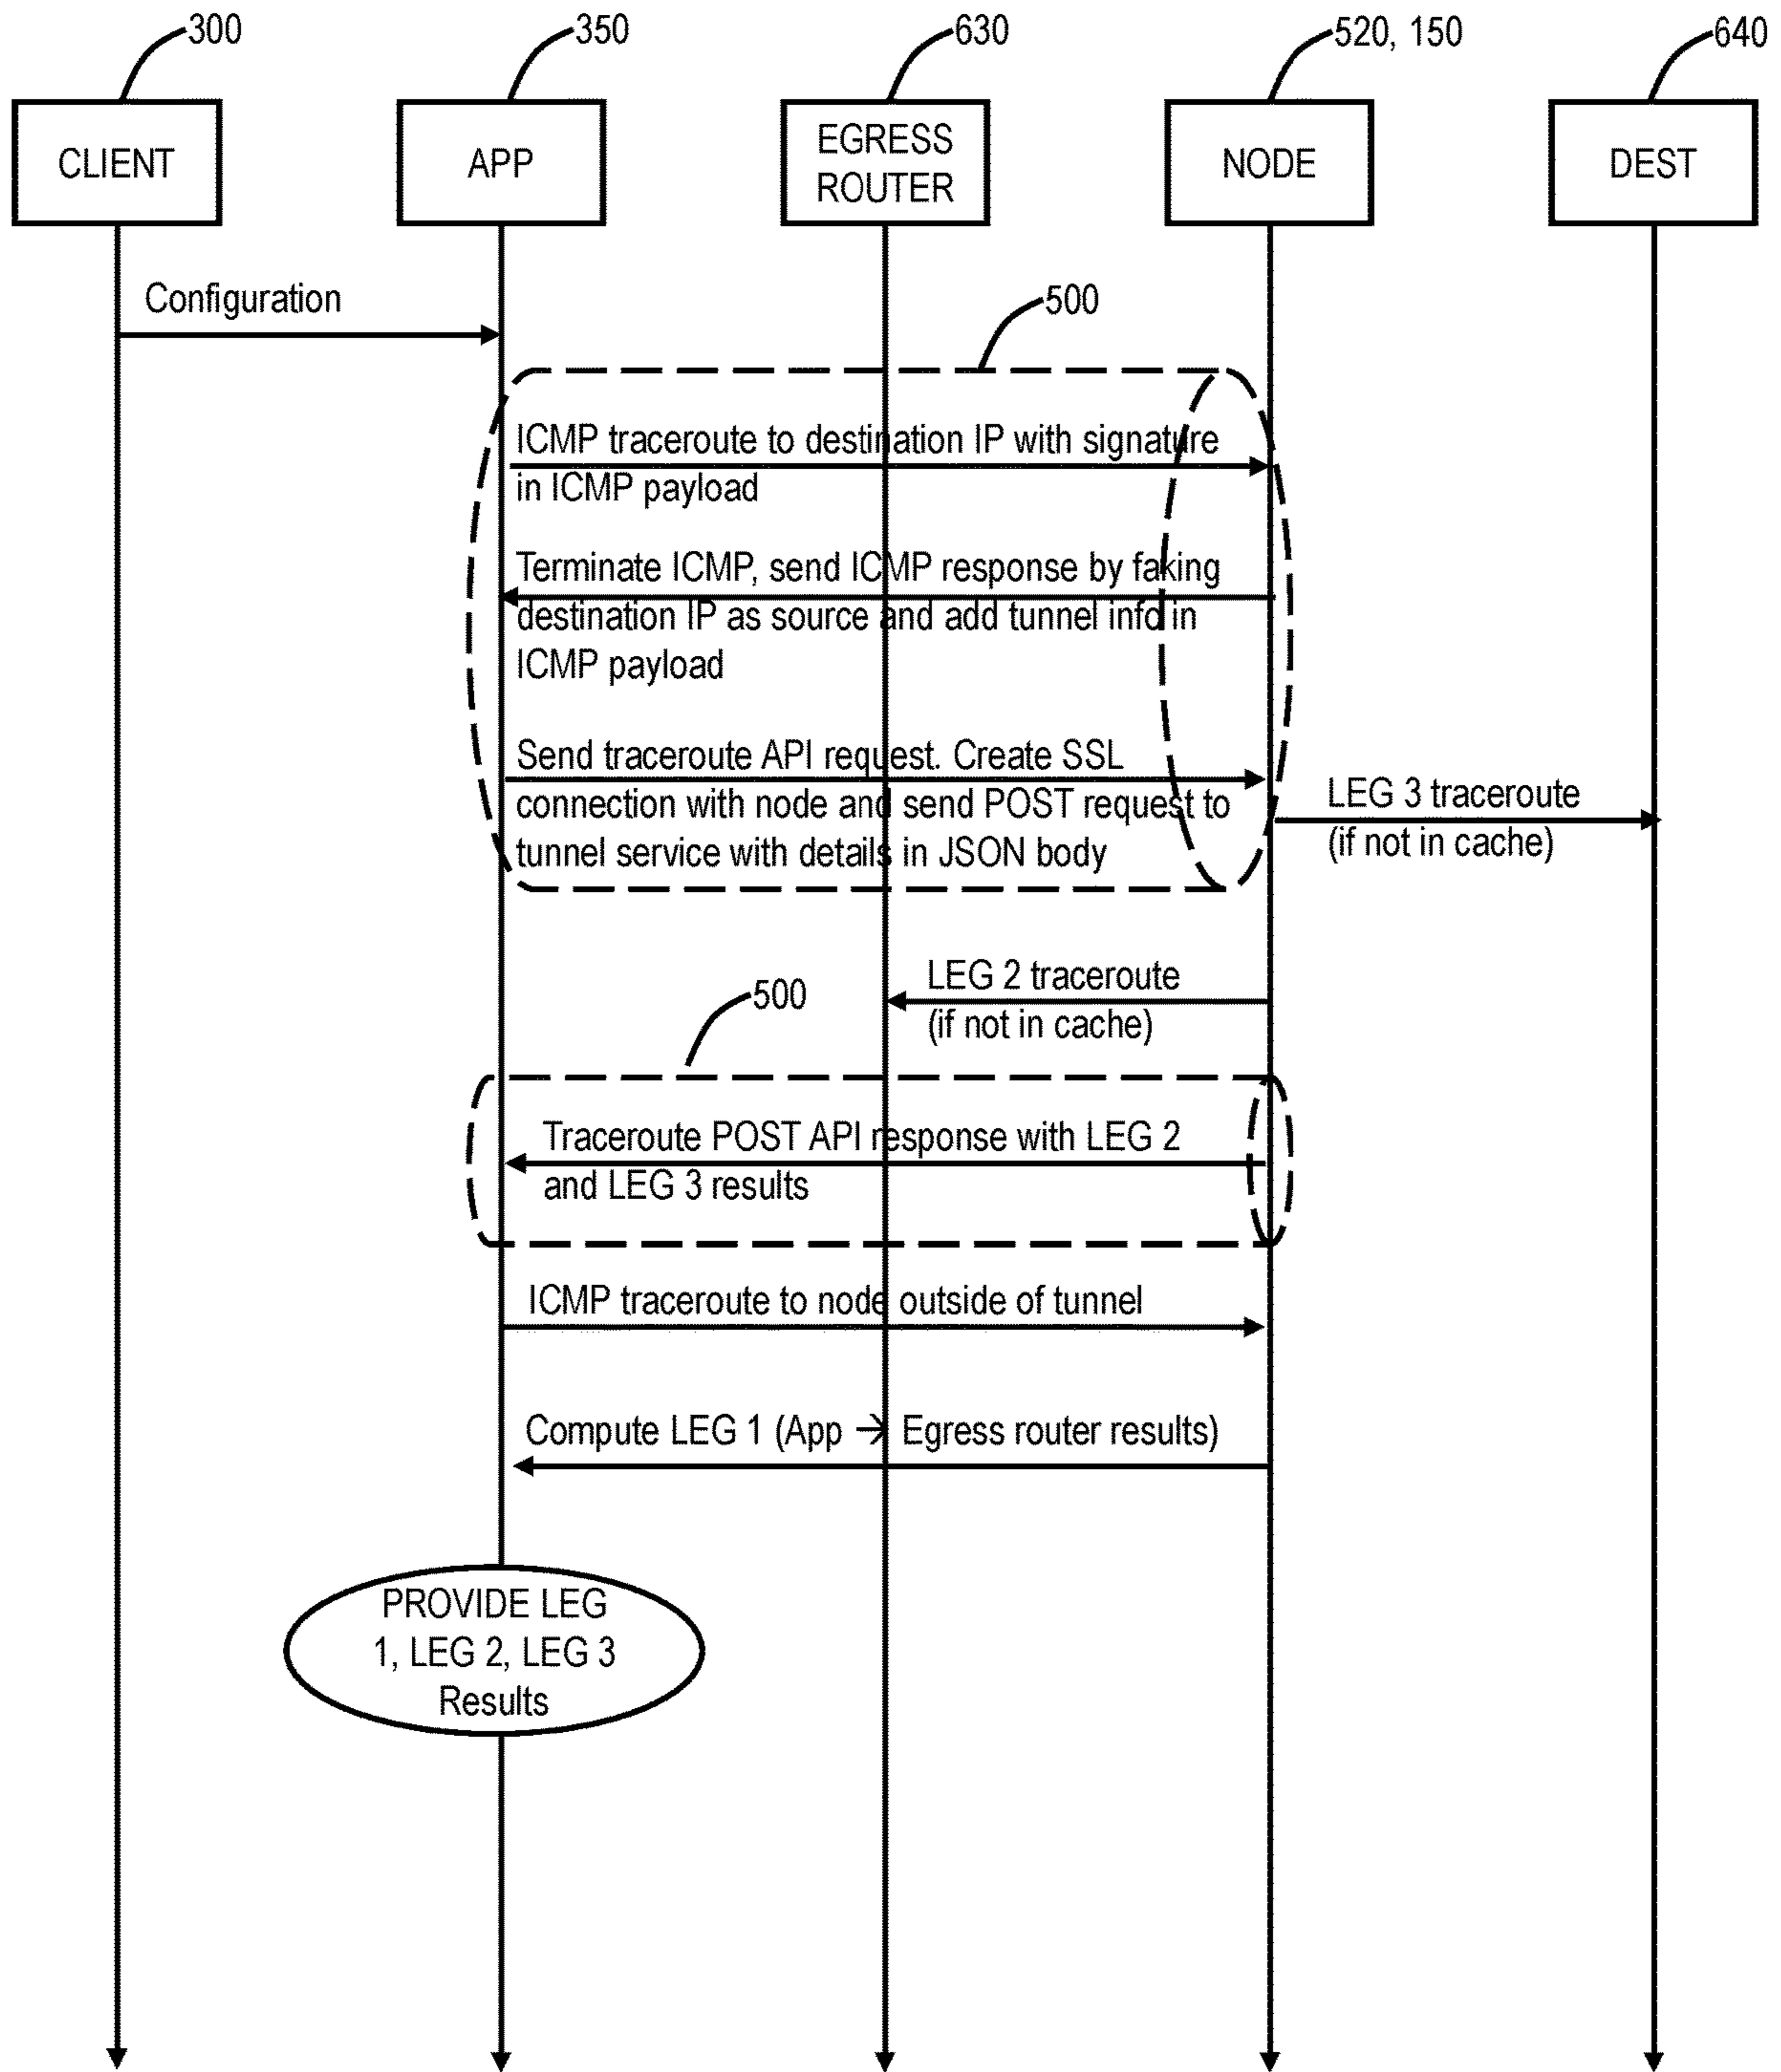 300
350
630
520, 150
640
CLIENT
APP
EGRESS
ROUTER
NODE
DEST
Configuration
500
ICMP traceroute to destination IP with signature
in ICMP payload
Terminate ICMP, send ICMP response by faking
destination IP as source and add tunnel info in
ICMP payload
Send traceroute API request. Create SSL
connection with node and send POST request to
tunnel service with details in JSON body
LEG 3 traceroute
(if not in cache)
LEG 2 traceroute
(if not in cache)
500
Traceroute POST API response with LEG 2
and LEG 3 results
ICMP traceroute to node outside of tunnel
Compute LEG 1 (App → Egress router results)
PROVIDE LEG
1, LEG 2, LEG 3
Results